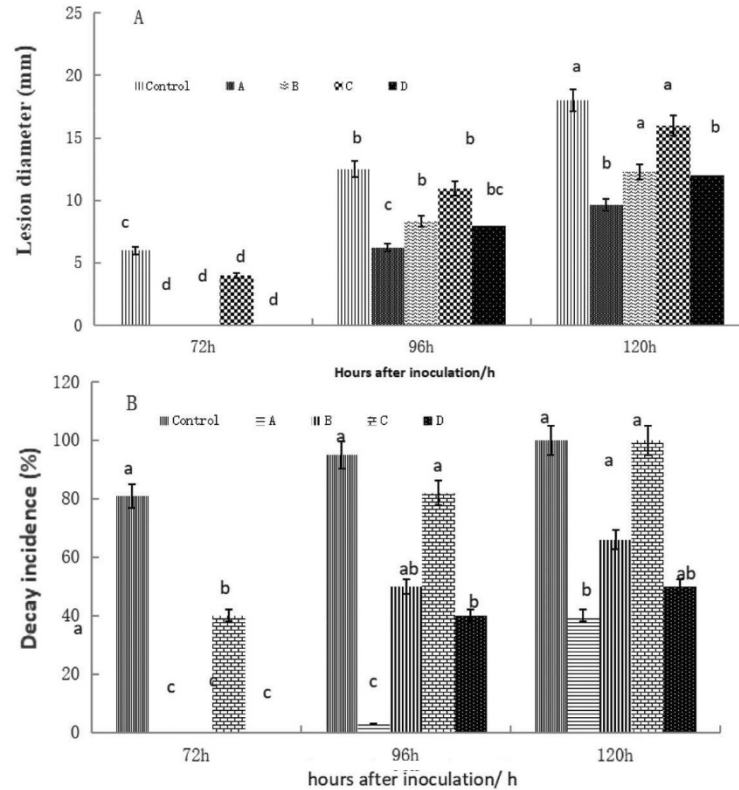 A
25
20
15
10
5
0
Lesion diameter (mm)
Control A B C D
c d d d d
b c b b bc
a b a a b
72h 96h 120h
Hours after inoculation/h
B
120
100
80
60
40
20
0
Decay incidence (%)
Control A B C D
a
a c c b c
a c ab a b
a b a a ab
72h 96h 120h
hours after inoculation/ h